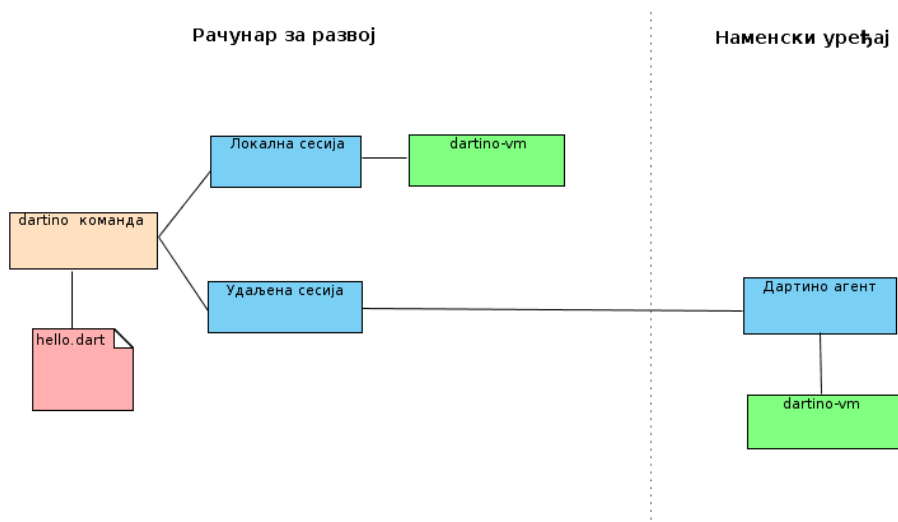 Рачунар за развој
Наменски уређај
Локална сесија
dartino-vm
dartino команда
Удаљена сесија
Дартино агент
hello.dart
dartino-vm